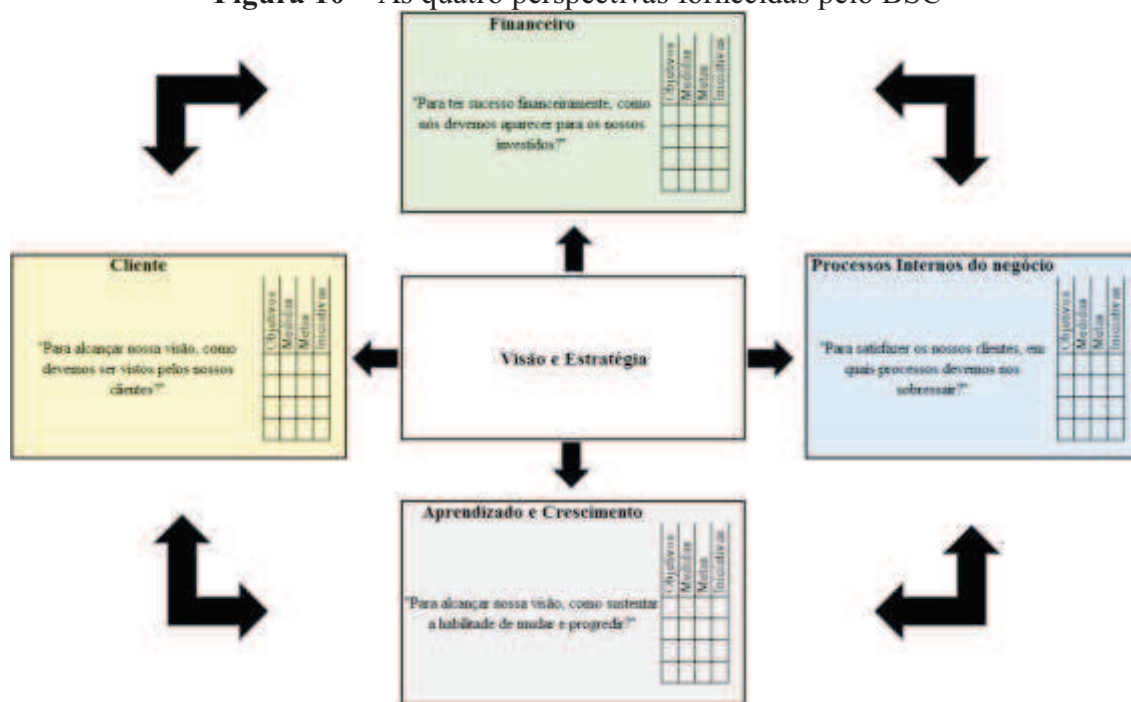 Figura 10 – As quatro perspectivas fornecidas pelo BSC
Financeiro
"Para ter sucesso financeiramente, como
nós devemos aparecer para os nossos
investidos?"
Objetivos
Medidas
Metas
Iniciativas
Cliente
"Para alcançar nossa visão, como
devemos ser vistos pelos nossos
clientes?"
Objetivos
Medidas
Metas
Iniciativas
Visão e Estratégia
Processos Internos do negócio
"Para satisfazer os nossos clientes, em
quais processos devemos nos
sobressair?"
Objetivos
Medidas
Metas
Iniciativas
Aprendizado e Crescimento
"Para alcançar nossa visão, como sustentar
a habilidade de mudar e progredir?"
Objetivos
Medidas
Metas
Iniciativas